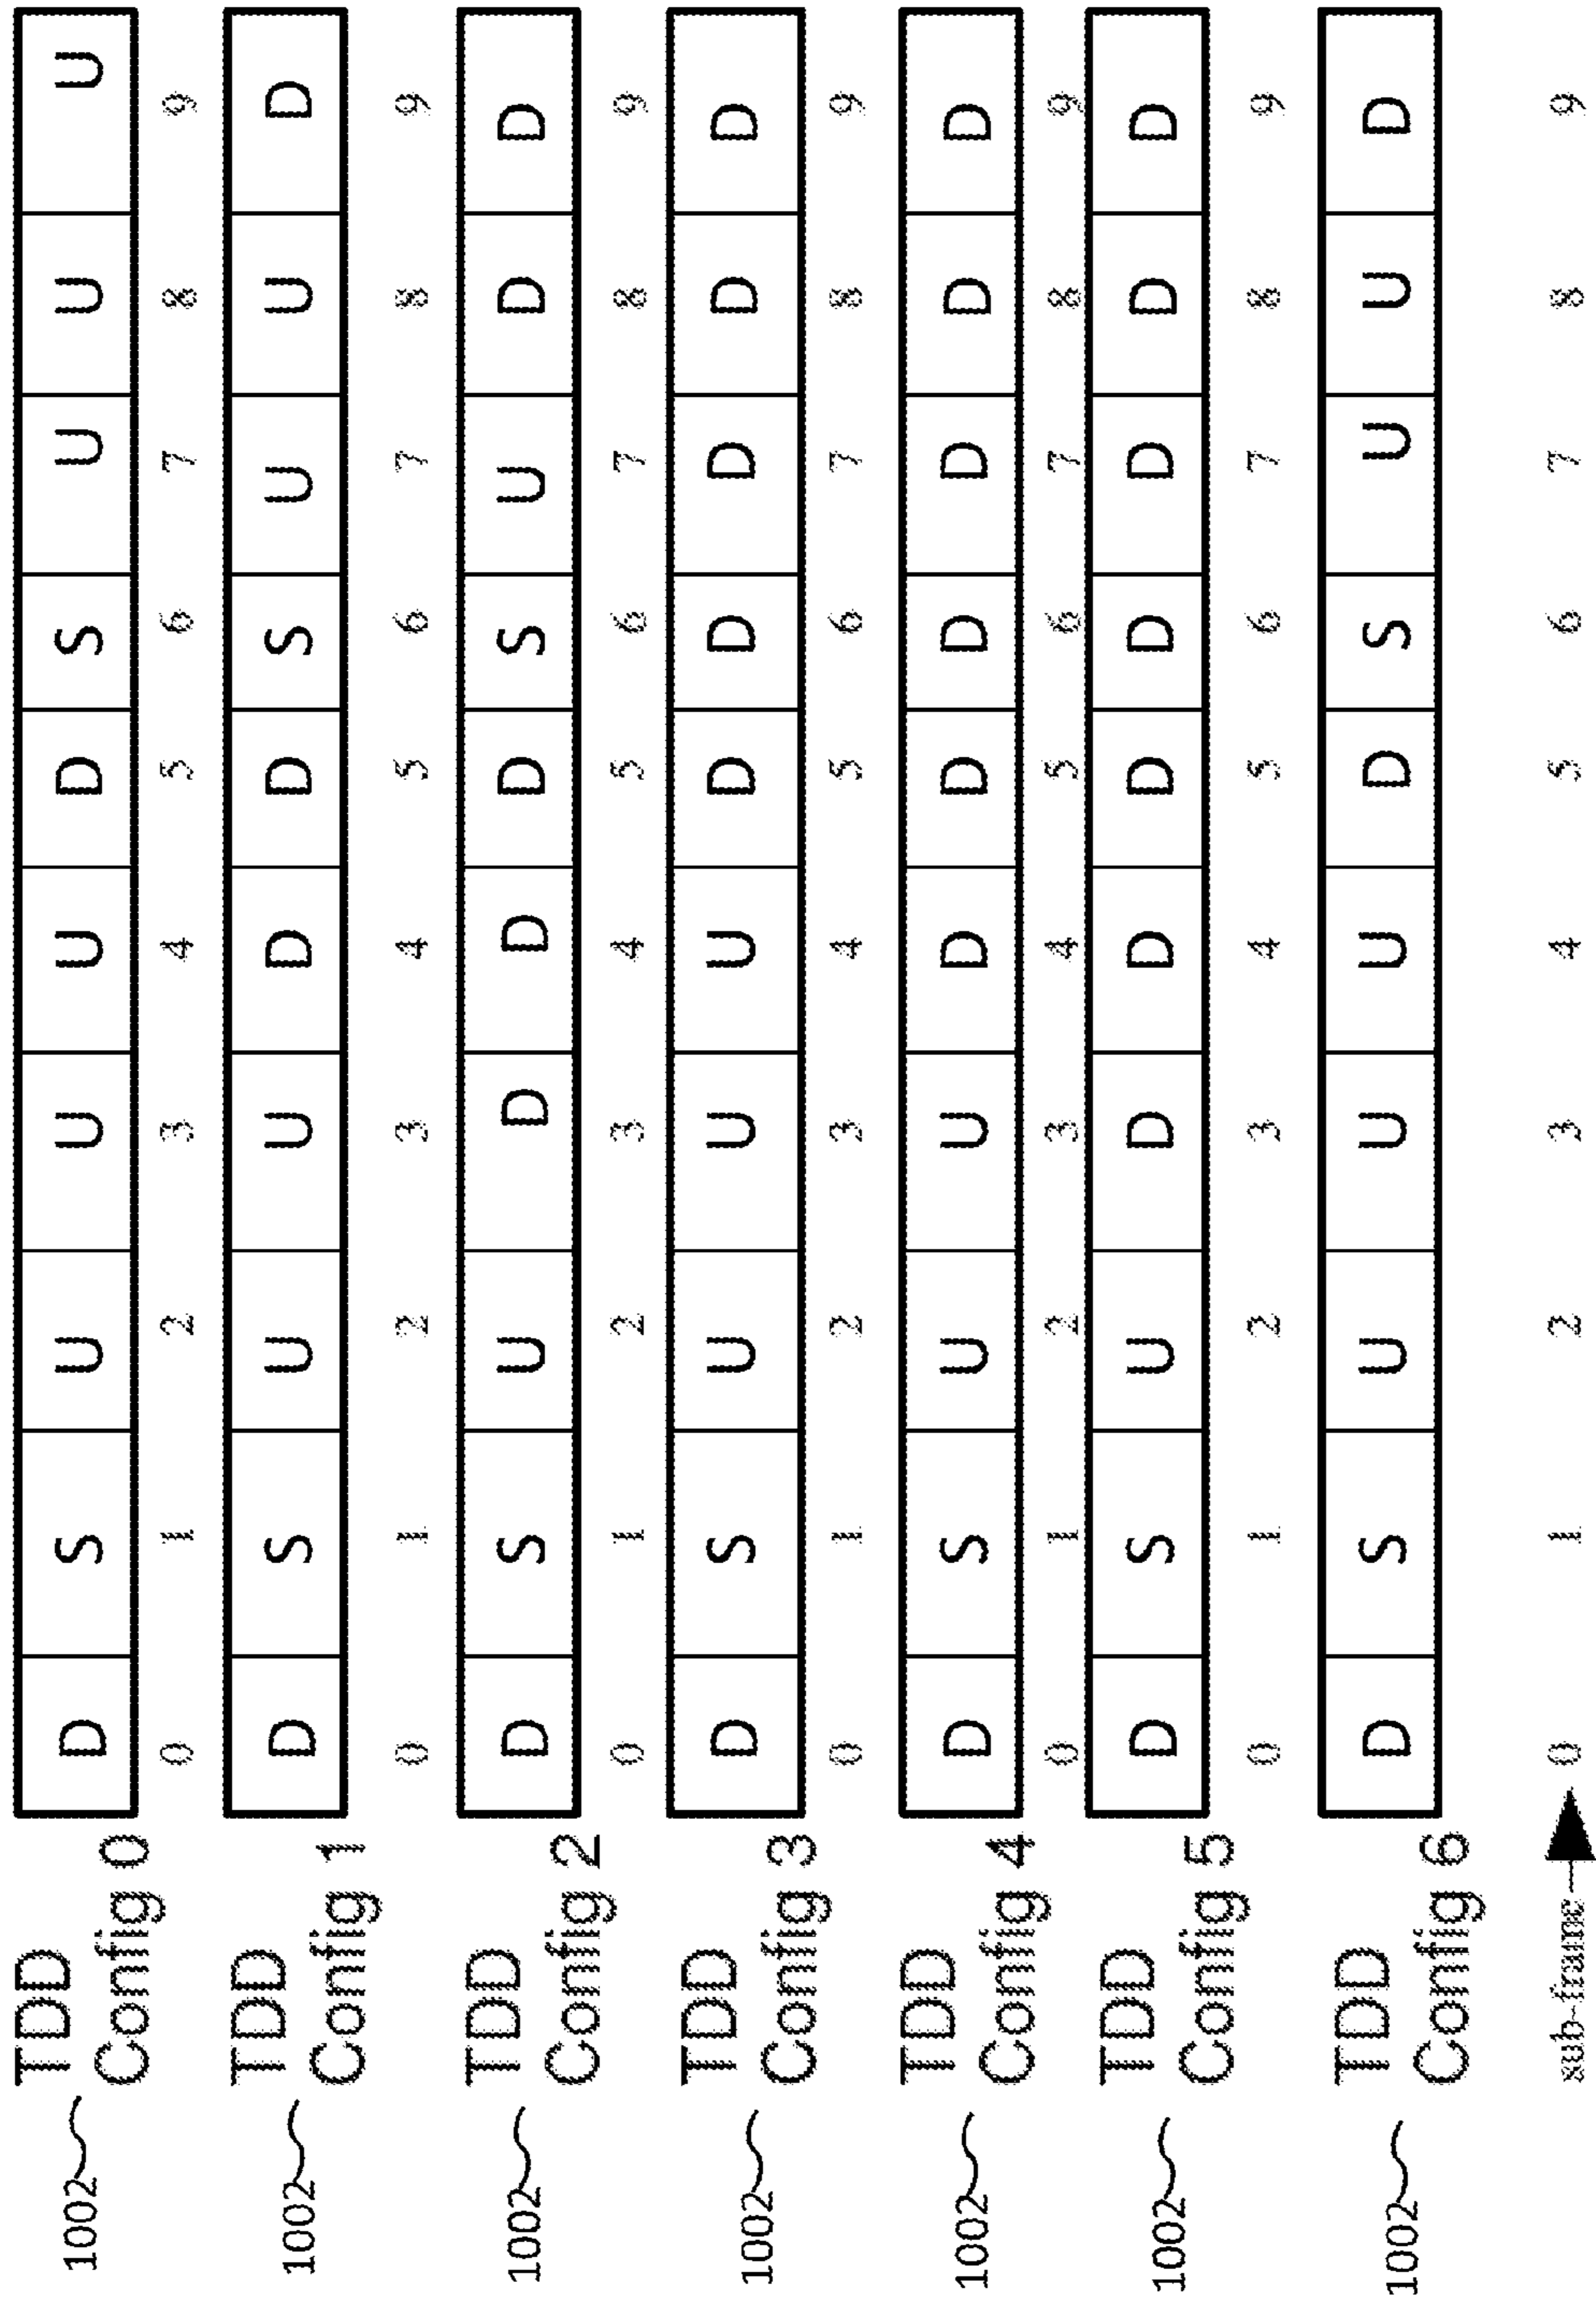 1002 TDD Config 0 D S U U U D S U U U
0 1 2 3 4 5 6 7 8 9
1002 TDD Config 1 D S U U D D S U U D
0 1 2 3 4 5 6 7 8 9
1002 TDD Config 2 D S U D D D S U D D
0 1 2 3 4 5 6 7 8 9
1002 TDD Config 3 D S U U U D D D D D
0 1 2 3 4 5 6 7 8 9
1002 TDD Config 4 D S U U D D D D D D
0 1 2 3 4 5 6 7 8 9
1002 TDD Config 5 D S U D D D D D D D
0 1 2 3 4 5 6 7 8 9
1002 TDD Config 6 D S U U U D S U U D
sub-frame 0 1 2 3 4 5 6 7 8 9